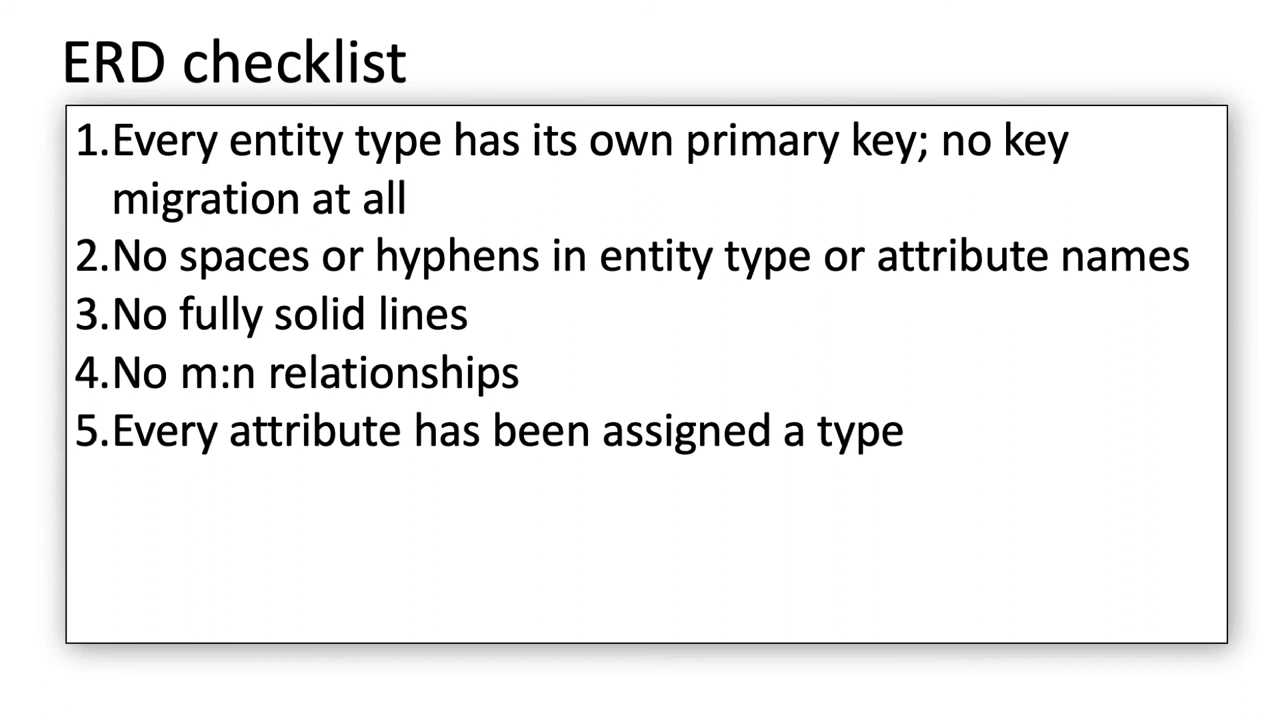 ERD checklist
1.Every entity type has its own primary key; no key
migration at all
2.No spaces or hyphens in entity type or attribute names
3.No fully solid lines
4.No m:n relationships
5.Every attribute has been assigned a type